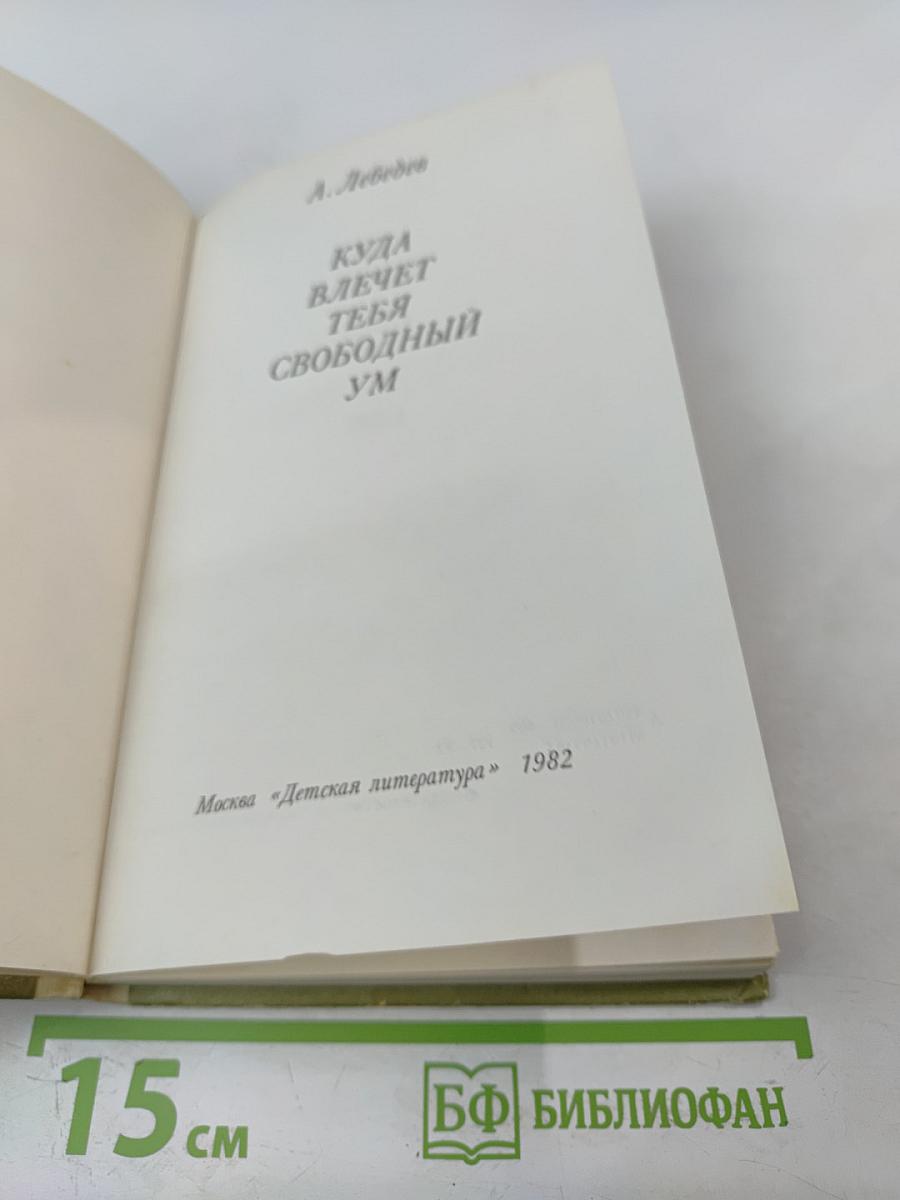 А. Лебедев
КУДА
ВЛЕЧЕТ
ТЕБЯ
СВОБОДНЫЙ
УМ
Москва «Детская литература» 1982
15 см
БФ БИБЛИОФАН